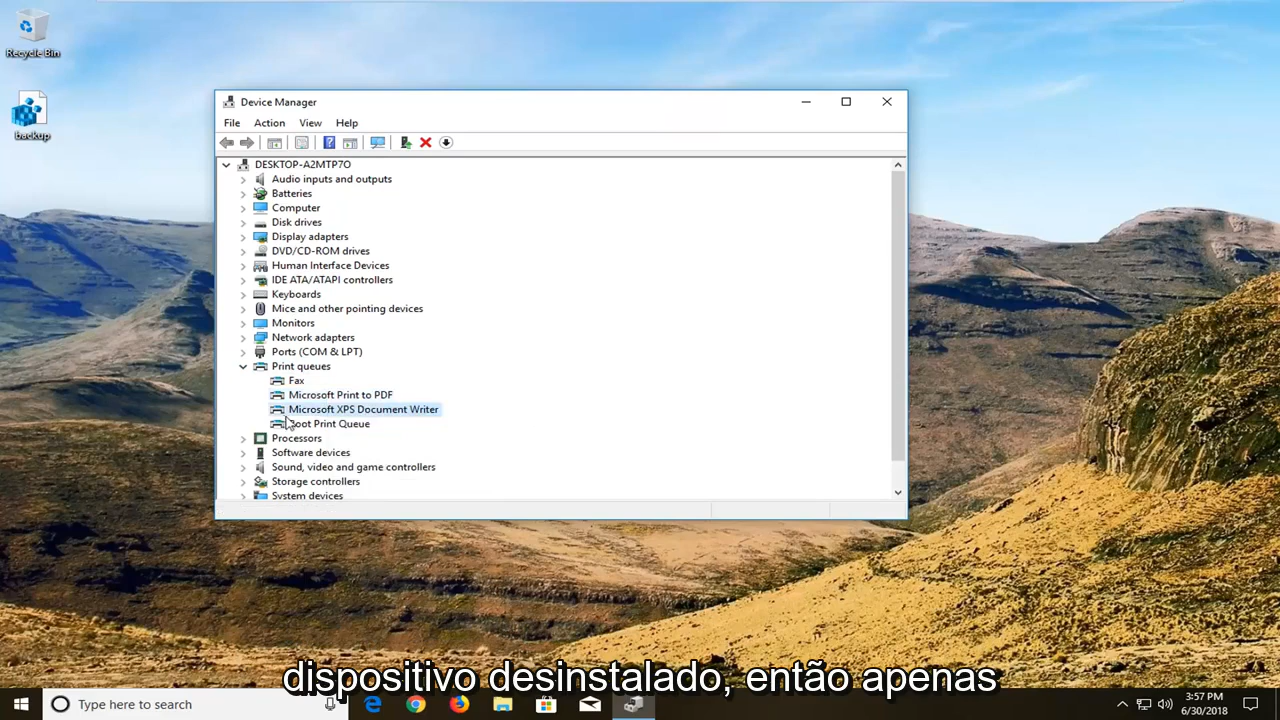 Recycle Bin
backup
Device Manager
File Action View Help
DESKTOP-A2MTP7O
Audio inputs and outputs
Batteries
Computer
Disk drives
Display adapters
DVD/CD-ROM drives
Human Interface Devices
IDE ATA/ATAPI controllers
Keyboards
Mice and other pointing devices
Monitors
Network adapters
Ports (COM & LPT)
Print queues
Fax
Microsoft Print to PDF
Microsoft XPS Document Writer
Root Print Queue
Processors
Software devices
Sound, video and game controllers
Storage controllers
System devices
dispositivo desinstalado, então apenas
Type here to search
3:57 PM
6/30/2018